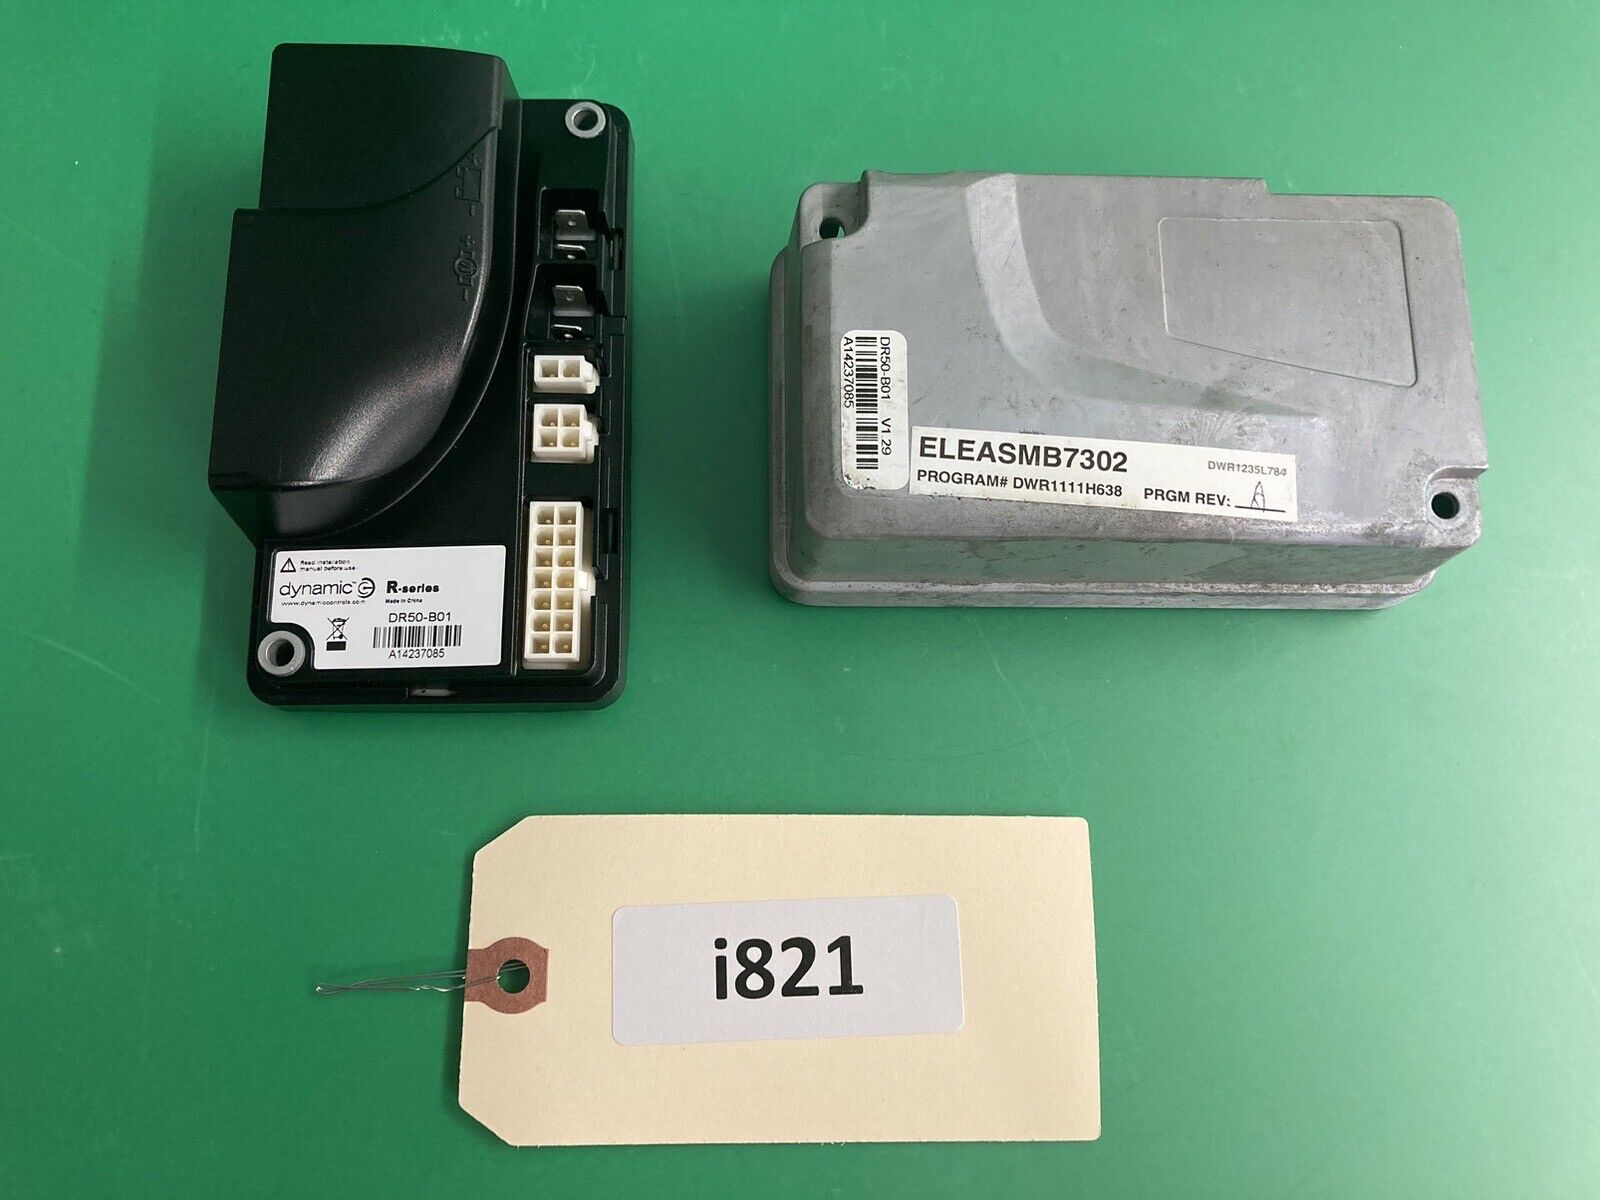 Read installation
manual before use
dynamic™ R-series
www.dynamiccontrols.com Made in China
DR50-B01
A14237085
DR50-B01 V1.29
A14237085
ELEASMB7302 DWR1235L784
PROGRAM# DWR1111H638 PRGM REV: A
i821